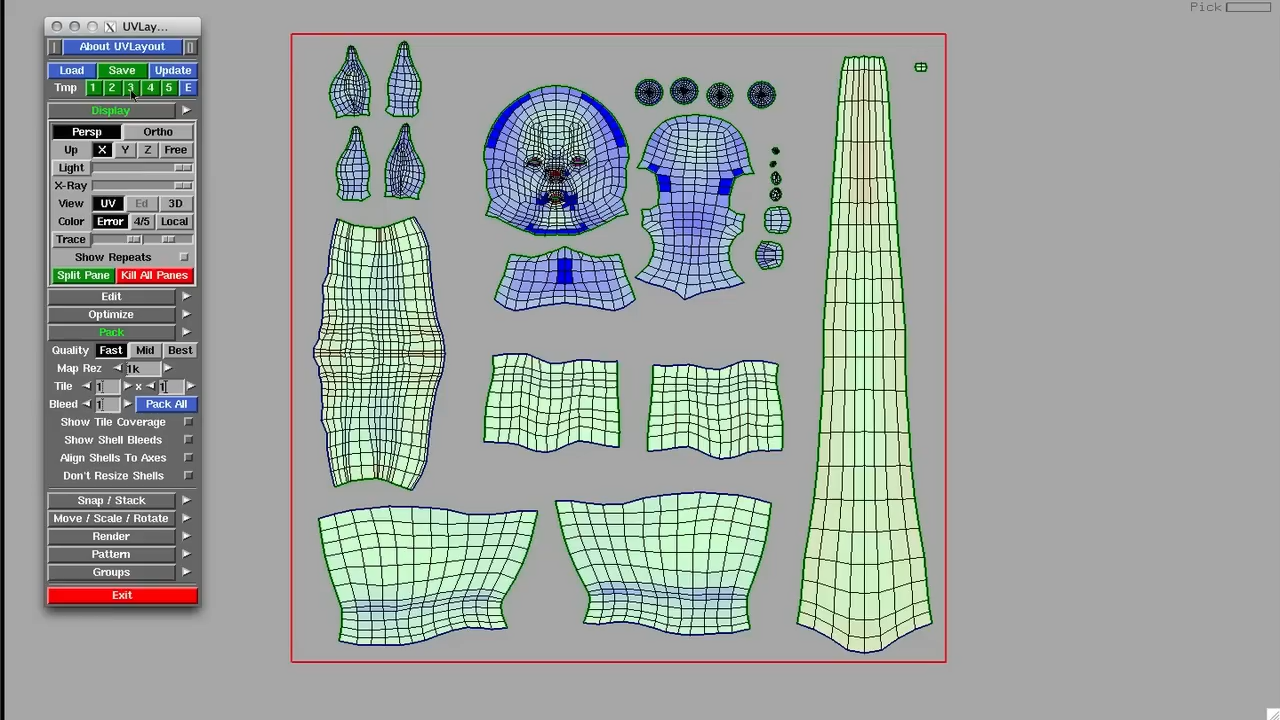 Pick
UVLay...
About UVLayout
Load Save Update
Tmp 1 2 3 4 5 E
Display
Persp Ortho
Up X Y Z Free
Light
X-Ray
View UV Ed 3D
Color Error 4/5 Local
Trace
Show Repeats
Split Pane Kill All Panes
Edit
Optimize
Pack
Quality Fast Mid Best
Map Rez 1k
Tile 1 x 1
Bleed 1 Pack All
Show Tile Coverage
Show Shell Bleeds
Align Shells To Axes
Don't Resize Shells
Snap / Stack
Move / Scale / Rotate
Render
Pattern
Groups
Exit